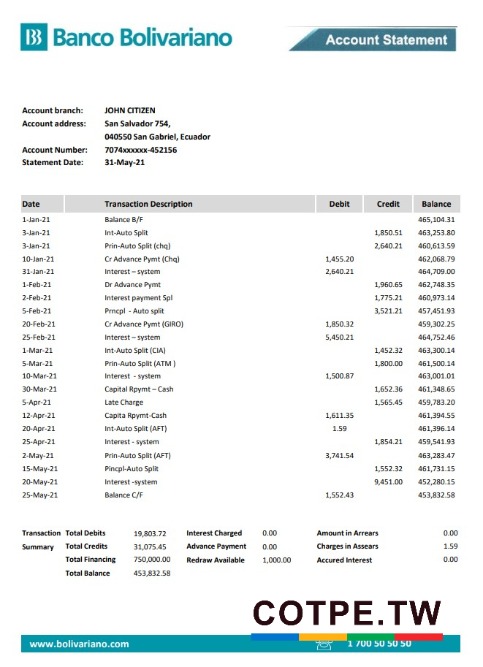 Banco Bolivariano
Account Statement
Account branch: JOHN CITIZEN
Account address: San Salvador 754,
040550 San Gabriel, Ecuador
Account Number: 7074xxxxxx-452156
Statement Date: 31-May-21
Date Transaction Description Debit Credit Balance
1-Jan-21 Balance B/F 465,104.31
3-Jan-21 Int-Auto Split 1,850.51 463,253.80
3-Jan-21 Prin-Auto Split (chq) 2,640.21 460,613.59
10-Jan-21 Cr Advance Pymt (Chq) 1,455.20 462,068.79
31-Jan-21 Interest – system 2,640.21 464,709.00
1-Feb-21 Dr Advance Pymt 1,960.65 462,748.35
2-Feb-21 Interest payment Spl 1,775.21 460,973.14
5-Feb-21 Prncpl - Auto split 3,521.21 457,451.93
20-Feb-21 Cr Advance Pymt (GIRO) 1,850.32 459,302.25
25-Feb-21 Interest – system 5,450.21 464,752.46
1-Mar-21 Int-Auto Split (CIA) 1,452.32 463,300.14
5-Mar-21 Prin-Auto Split (ATM ) 1,800.00 461,500.14
10-Mar-21 Interest - system 1,500.87 463,001.01
30-Mar-21 Capital Rpymt – Cash 1,652.36 461,348.65
5-Apr-21 Late Charge 1,565.45 459,783.20
12-Apr-21 Capita Rpymt-Cash 1,611.35 461,394.55
20-Apr-21 Int-Auto Split (AFT) 1.59 461,396.14
25-Apr-21 Interest - system 1,854.21 459,541.93
2-May-21 Prin-Auto Split (AFT) 3,741.54 463,283.47
15-May-21 Pincpl-Auto Split 1,552.32 461,731.15
20-May-21 Interest -system 9,451.00 452,280.15
25-May-21 Balance C/F 1,552.43 453,832.58
Transaction Total Debits 19,803.72 Interest Charged 0.00 Amount in Arrears 0.00
Summary Total Credits 31,075.45 Advance Payment 0.00 Charges in Assears 1.59
Total Financing 750,000.00 Redraw Available 1,000.00 Accured Interest 0.00
Total Balance 453,832.58
COTPE.TW
www.bolivariano.com 1 700 50 50 50